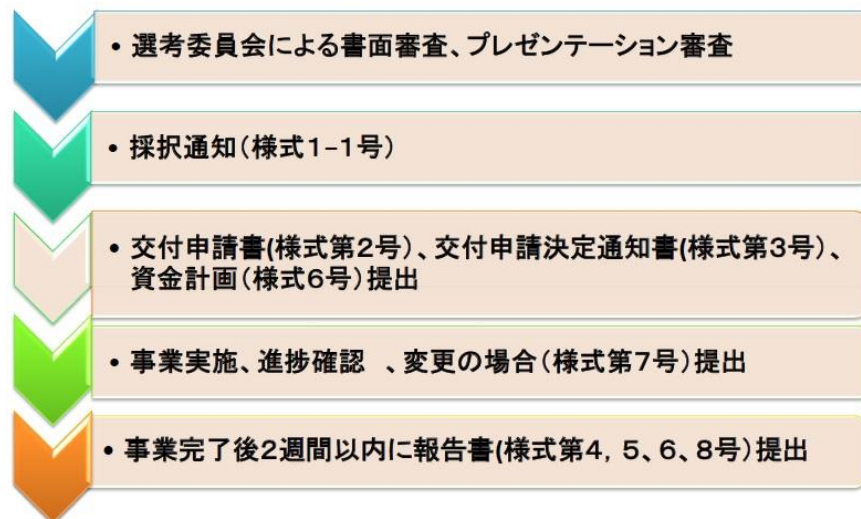 • 選考委員会による書面審査、プレゼンテーション審査
• 採択通知（様式1-1号）
• 交付申請書(様式第2号）、交付申請決定通知書(様式第3号）、
資金計画（様式6号）提出
• 事業実施、進捗確認　、変更の場合（様式第7号）提出
• 事業完了後2週間以内に報告書(様式第4，5、6、8号）提出